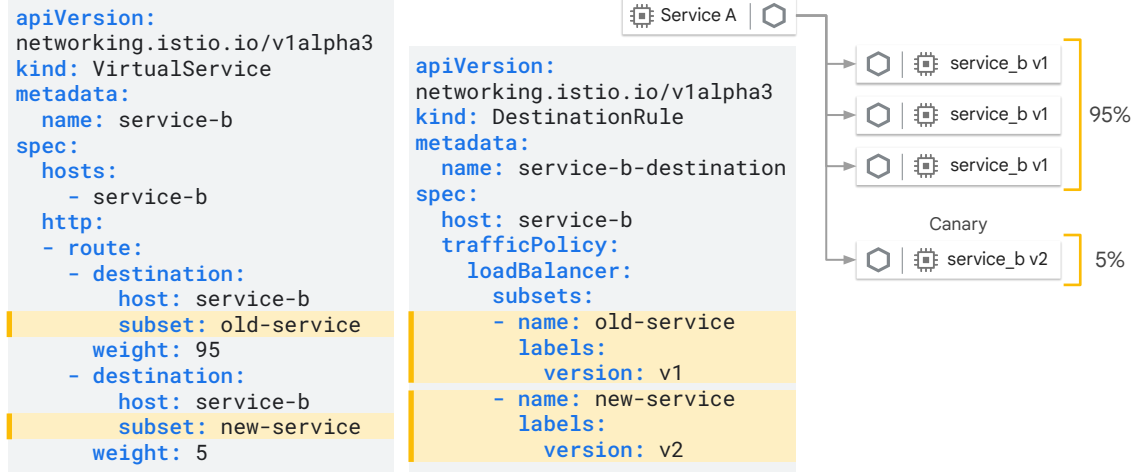 apiVersion:
networking.istio.io/v1alpha3
kind: VirtualService
metadata:
  name: service-b
spec:
  hosts:
    - service-b
  http:
  - route:
    - destination:
        host: service-b
        subset: old-service
      weight: 95
    - destination:
        host: service-b
        subset: new-service
      weight: 5
apiVersion:
networking.istio.io/v1alpha3
kind: DestinationRule
metadata:
  name: service-b-destination
spec:
  host: service-b
  trafficPolicy:
    loadBalancer:
      subsets:
      - name: old-service
        labels:
          version: v1
      - name: new-service
        labels:
          version: v2
Service A
service_b v1
service_b v1
95%
service_b v1
Canary
service_b v2
5%